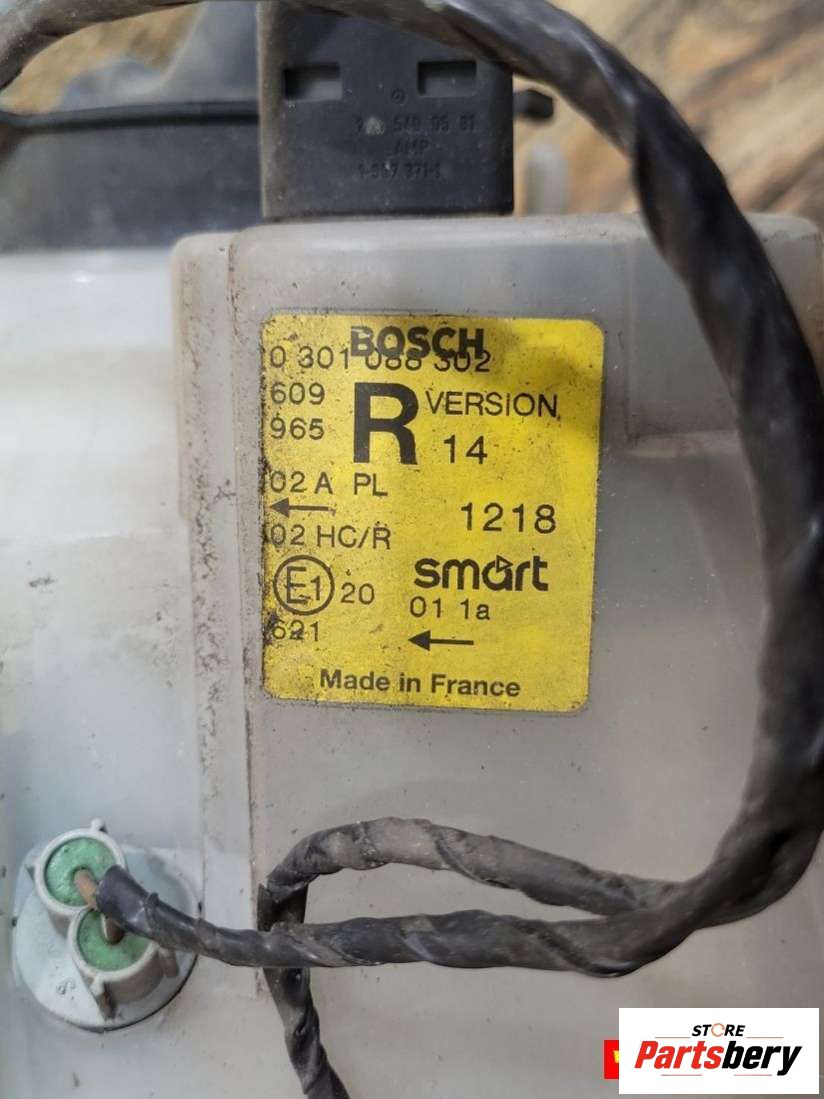 AMP
BOSCH
0 301 088 302
609
965
R
VERSION
14
02 A PL
1218
02 HC/R
E1
20
smart
01 1a
621
Made in France
STORE
Partsbery